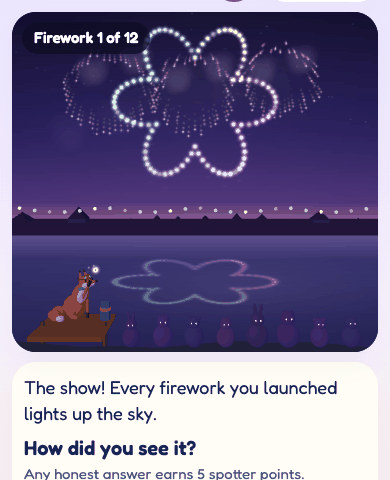 Firework 1 of 12
The show! Every firework you launched
lights up the sky.
How did you see it?
Any honest answer earns 5 spotter points.